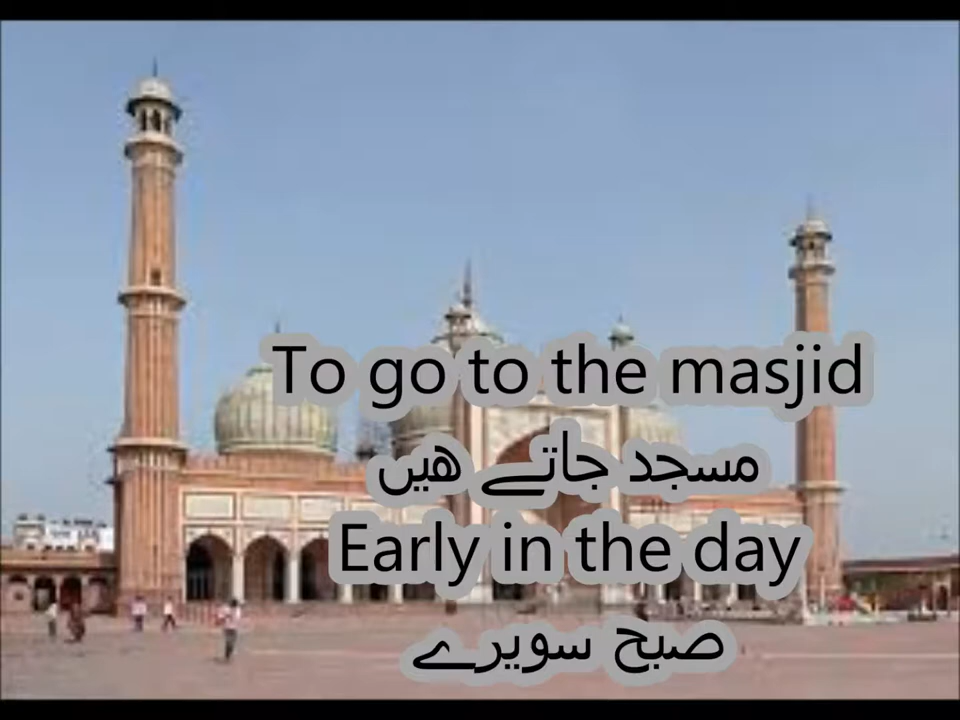 To go to the masjid
مسجد جاتے ھیں
Early in the day
صبح سویرے